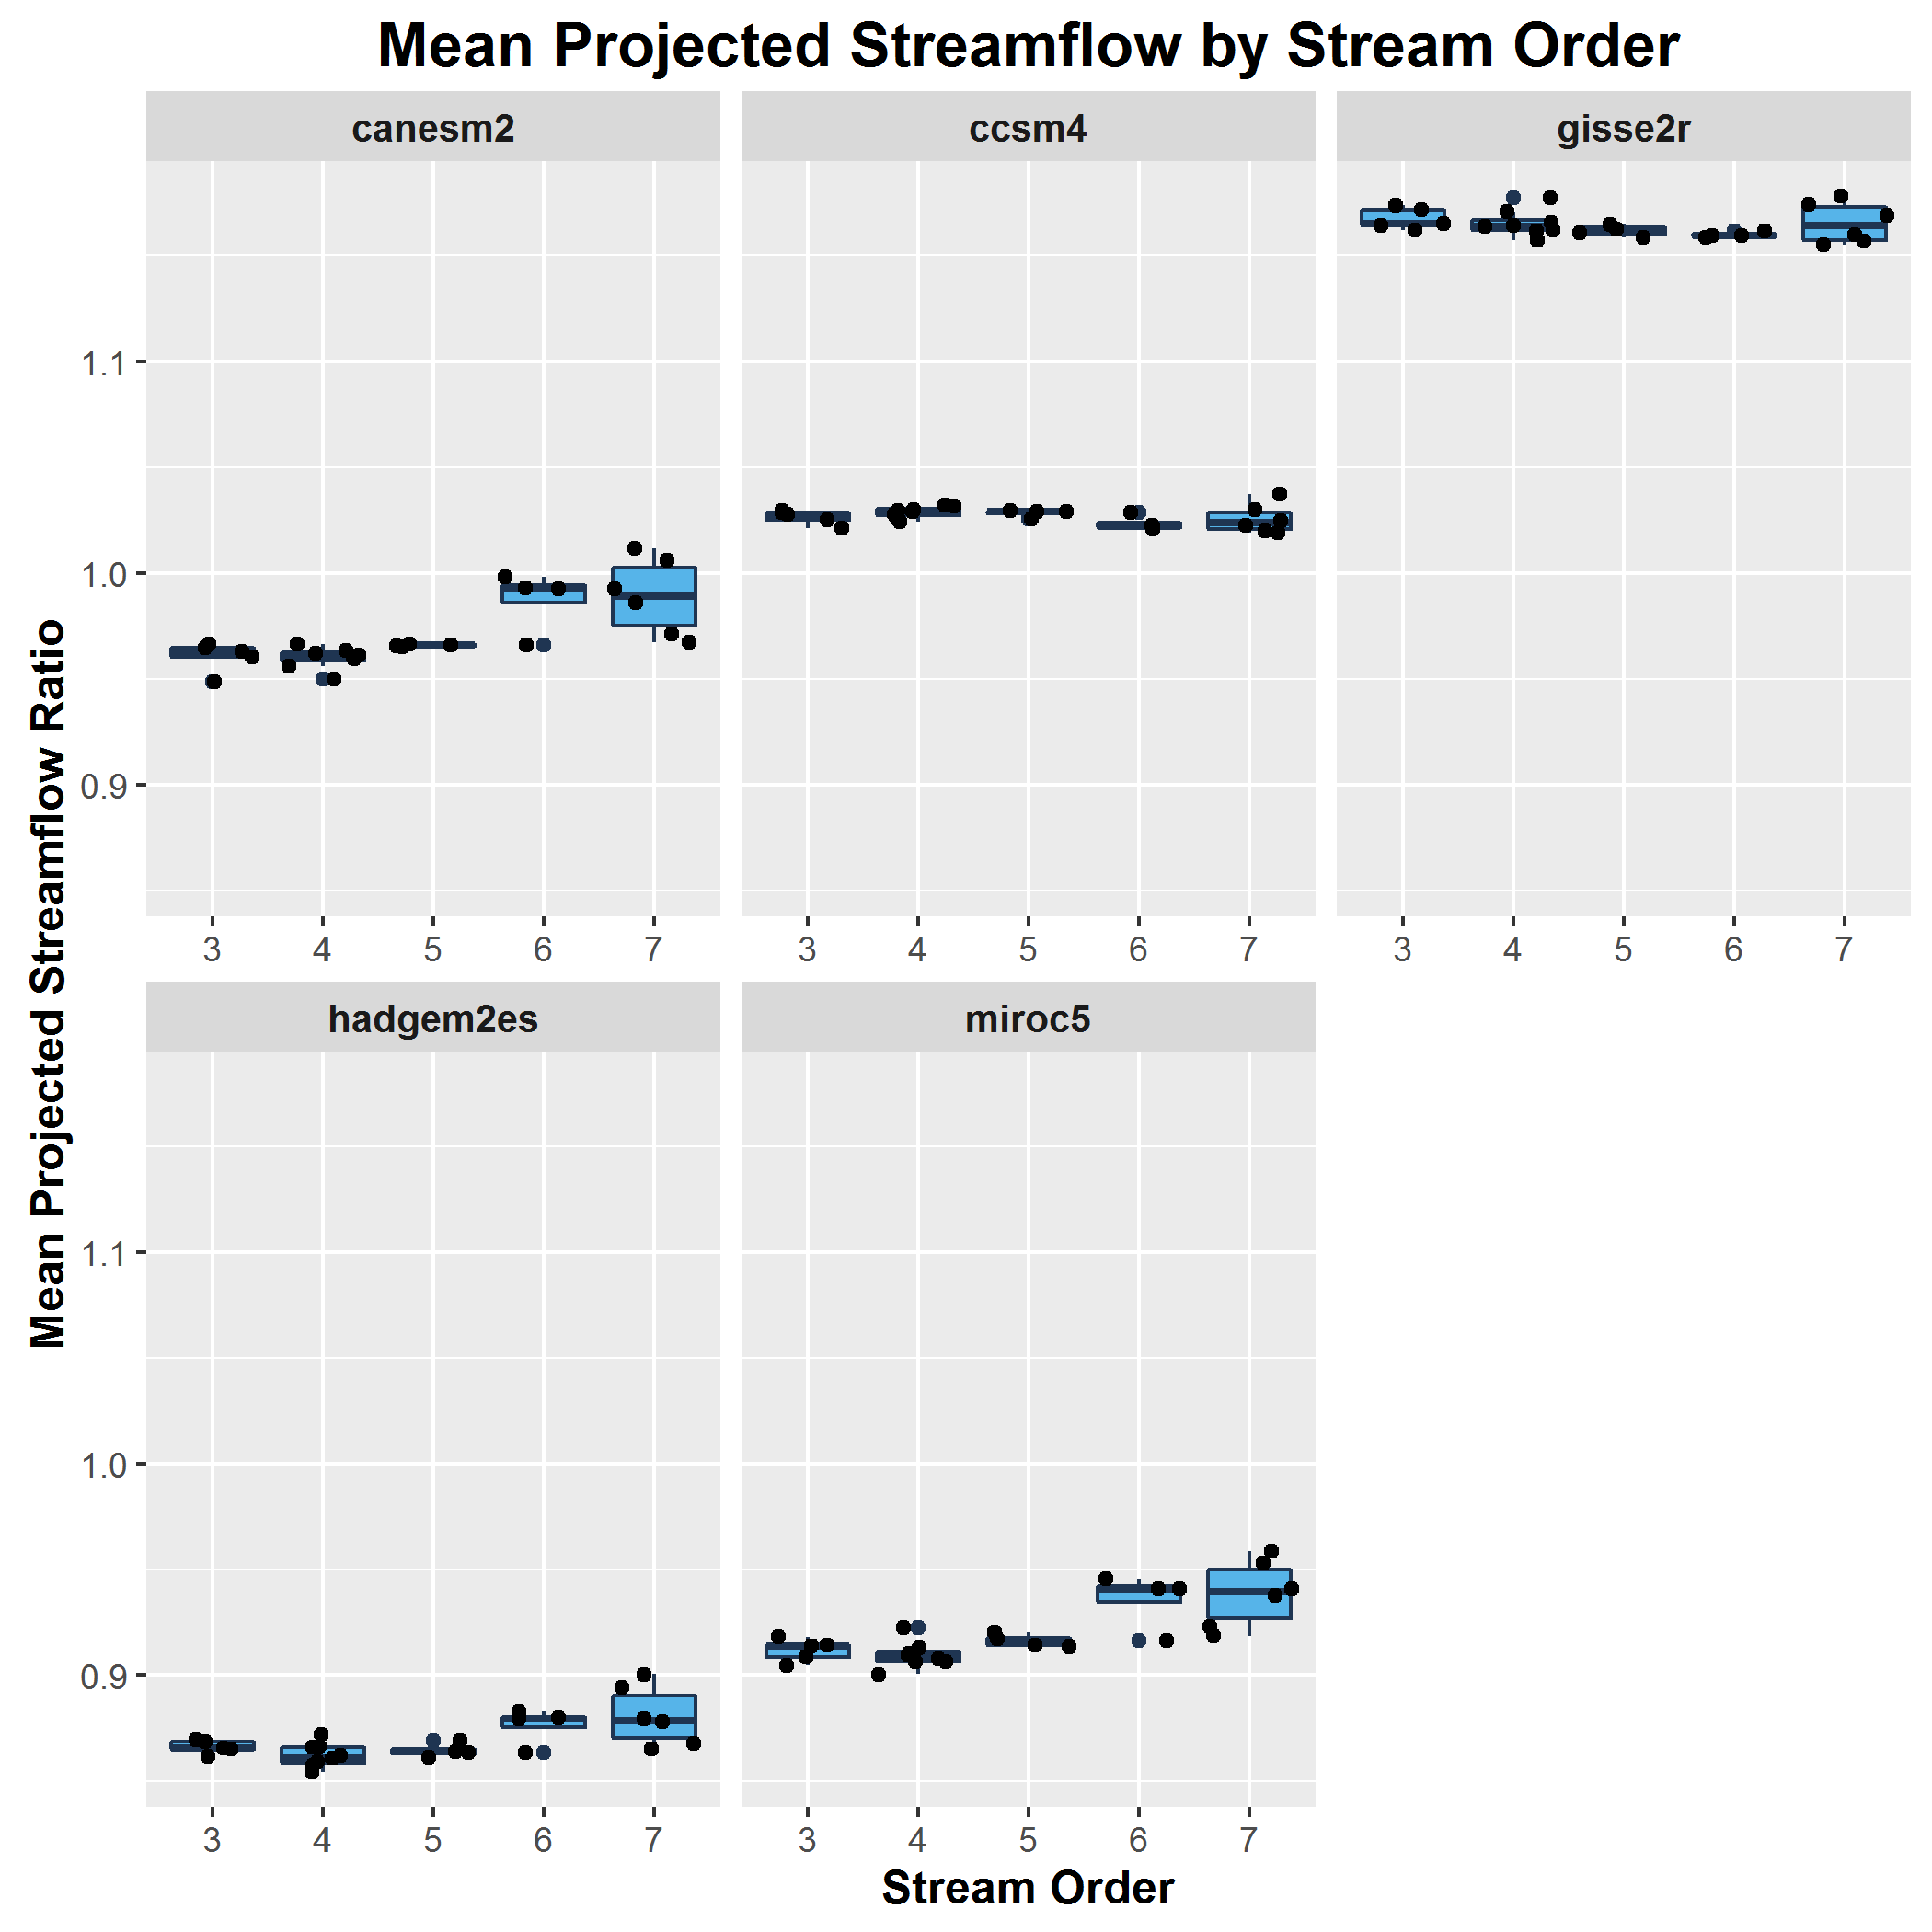 Mean Projected Streamflow by Stream Order
canesm2 ccsm4 gisse2r
1.1
1.0
0.9
3 4 5 6 7 3 4 5 6 7 3 4 5 6 7
Mean Projected Streamflow Ratio
hadgem2es miroc5
1.1
1.0
0.9
3 4 5 6 7 3 4 5 6 7
Stream Order